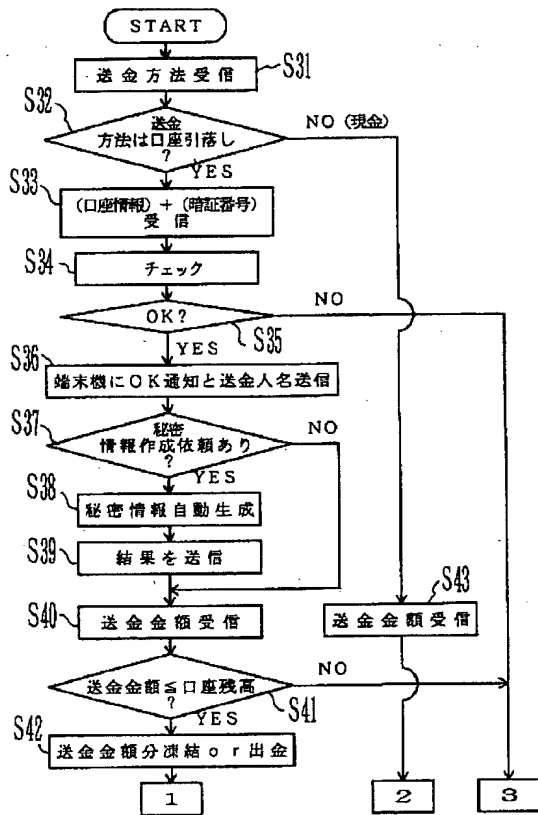 START
送金方法受信
S31
S32
送金
方法は口座引落し
?
NO (現金)
YES
S33
(口座情報)+(暗証番号)
受信
S34
チェック
OK?
NO
S35
YES
S36
端末機にOK通知と送金人名送信
S37
秘密
情報作成依頼あり
?
NO
YES
S38
秘密情報自動生成
S39
結果を送信
S40
送金金額受信
S43
送金金額受信
送金金額≦口座残高
?
NO
S41
YES
S42
送金金額分凍結or出金
1
2
3